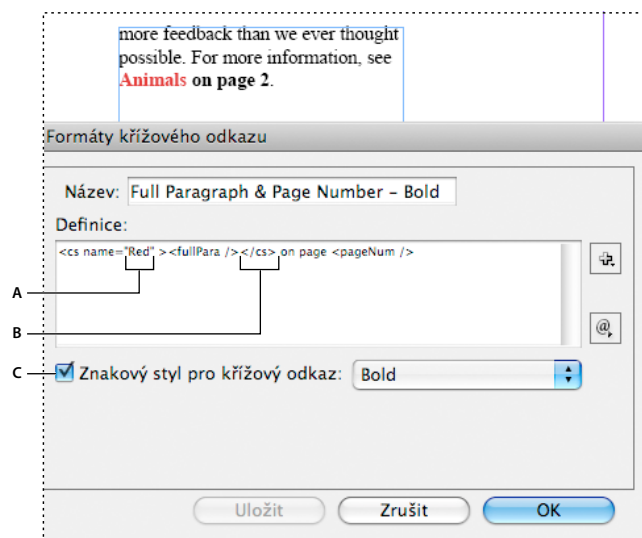 more feedback than we ever thought
possible. For more information, see
Animals on page 2.
Formáty křížového odkazu
Název: Full Paragraph & Page Number – Bold
Definice:
<cs name="Red" ><fullPara /></cs> on page <pageNum />
A
B
@
C Znakový styl pro křížový odkaz: Bold
Uložit Zrušit OK